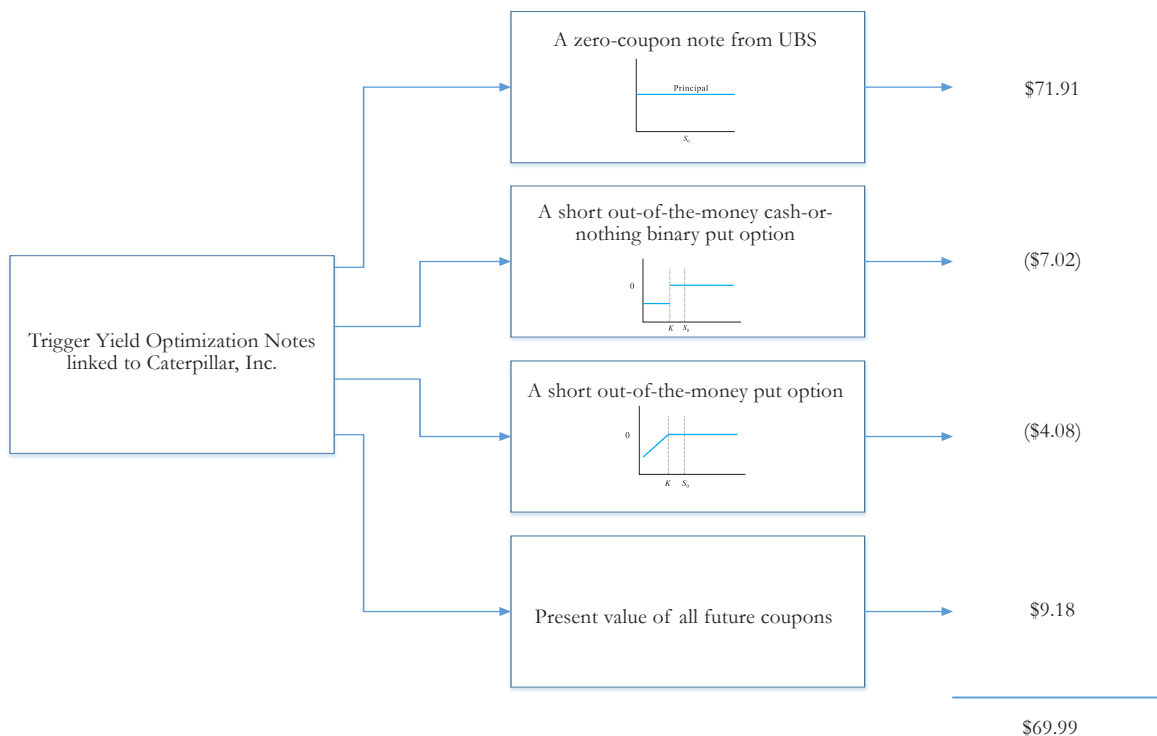 A zero-coupon note from UBS
Principal
S₀
$71.91
A short out-of-the-money cash-or-
nothing binary put option
0
K S₀
($7.02)
Trigger Yield Optimization Notes
linked to Caterpillar, Inc.
A short out-of-the-money put option
0
K S₀
($4.08)
Present value of all future coupons
$9.18
$69.99